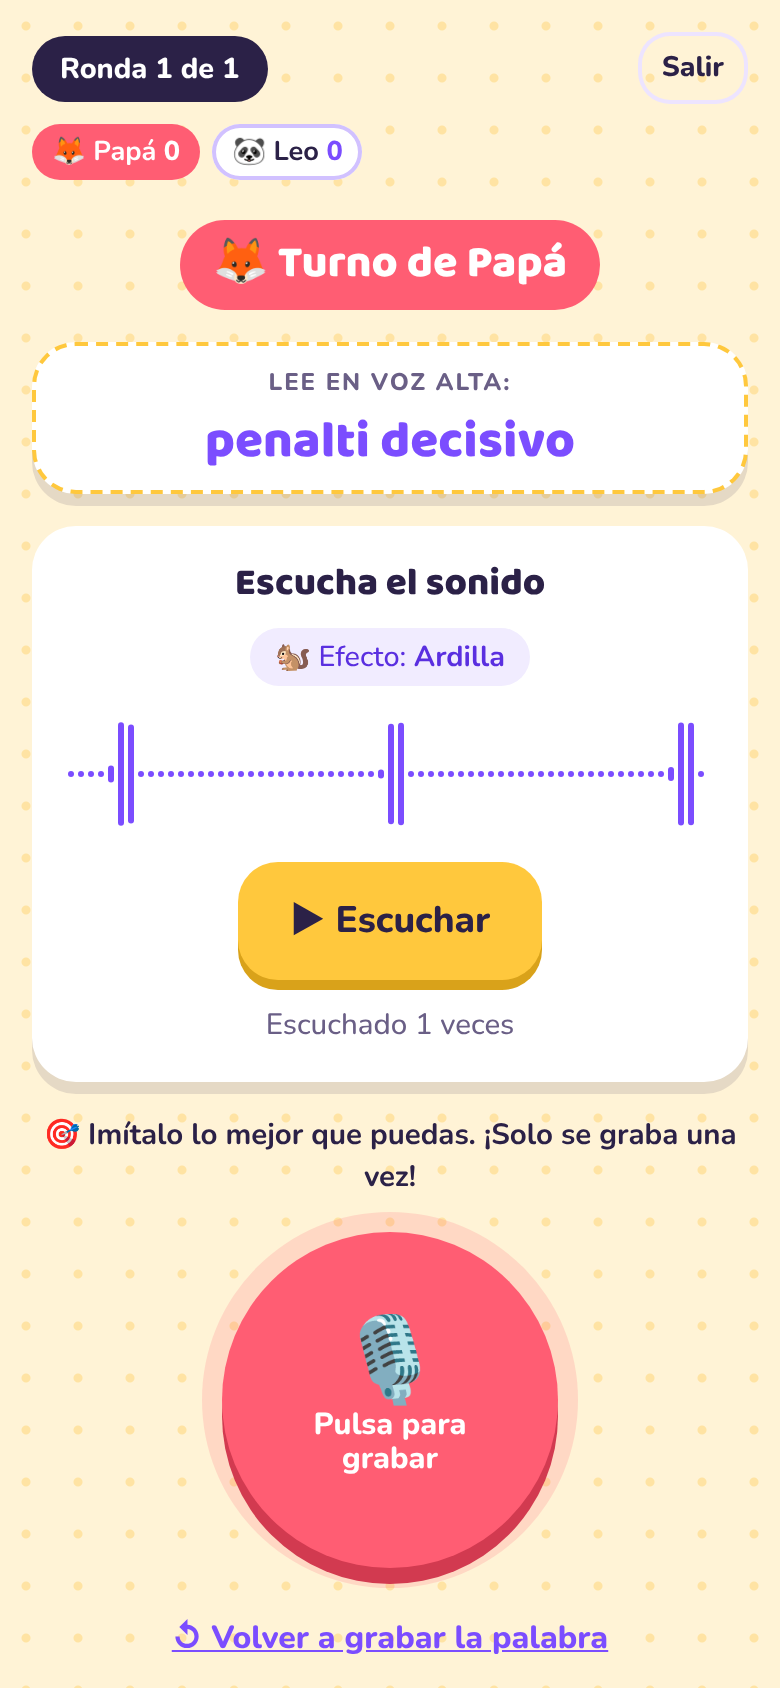 Ronda 1 de 1
Salir
🦊 Papá 0
🐼 Leo 0
🦊 Turno de Papá
LEE EN VOZ ALTA:
penalti decisivo
Escucha el sonido
🐿️ Efecto: Ardilla
▶ Escuchar
Escuchado 1 veces
🎯 Imítalo lo mejor que puedas. ¡Solo se graba una
vez!
🎙️
Pulsa para
grabar
↺ Volver a grabar la palabra